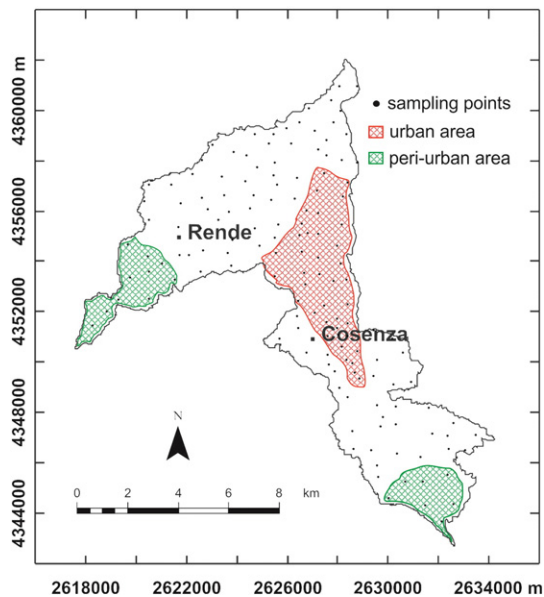 4360000 m
4356000
4352000
4348000
4344000
sampling points
urban area
peri-urban area
Rende
Cosenza
N
0 2 4 6 8 km
2618000 2622000 2626000 2630000 2634000 m